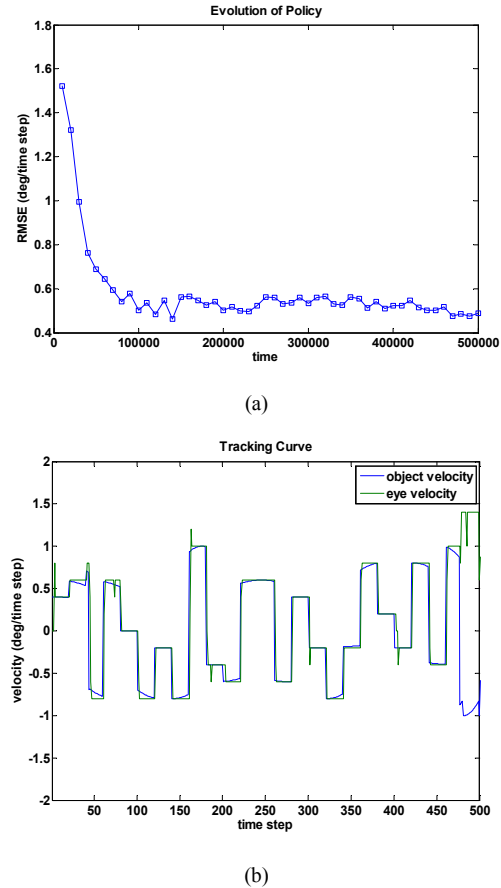 Evolution of Policy
1.8
1.6
1.4
1.2
1
0.8
0.6
0.4
RMSE (deg/time step)
0 100000 200000 300000 400000 500000
time
(a)
Tracking Curve
object velocity
eye velocity
2
1.5
1
0.5
0
-0.5
-1
-1.5
-2
velocity (deg/time step)
50 100 150 200 250 300 350 400 450 500
time step
(b)